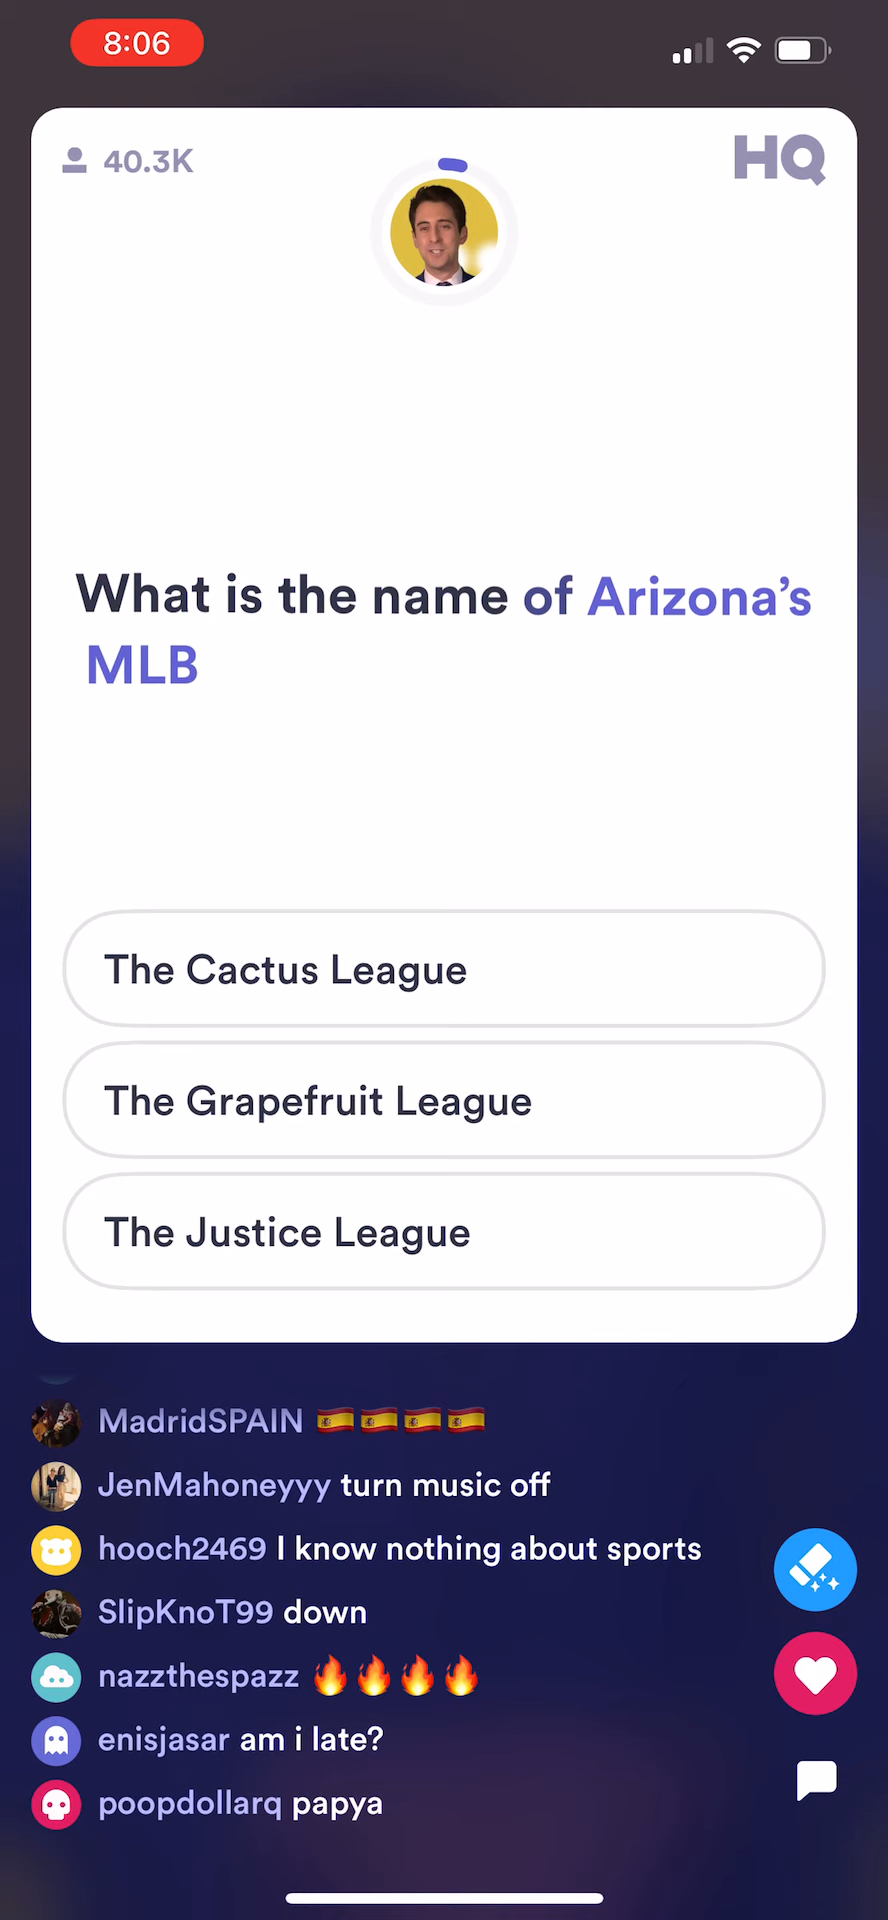 8:06
40.3K
HQ
What is the name of Arizona’s
MLB
The Cactus League
The Grapefruit League
The Justice League
MadridSPAIN 🇪🇸🇪🇸🇪🇸🇪🇸
JenMahoneyyy turn music off
hooch2469 I know nothing about sports
SlipKnoT99 down
nazzthespazz 🔥🔥🔥🔥
enisjasar am i late?
poopdollarq papya